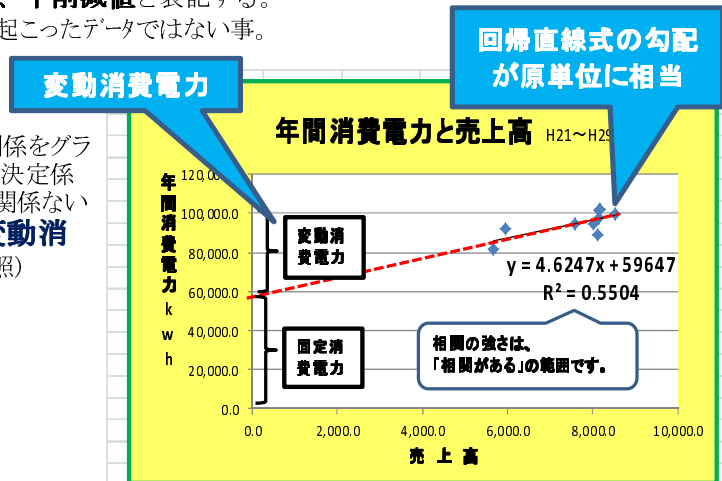 、年削減値と表記する。
起こったデータではない事。
変動消費電力
回帰直線式の勾配
が原単位に相当
係をグラ
決定係
関係ない
変動消
照)
年間消費電力と売上高 H21～H29
年間消費電力kwh
120,000.0
100,000.0
80,000.0
60,000.0
40,000.0
20,000.0
0.0
変動消
費電力
固定消
費電力
y = 4.6247x + 59647
R² = 0.5504
相関の強さは、
「相関がある」の範囲です。
0.0 2,000.0 4,000.0 6,000.0 8,000.0 10,000.0
売上高